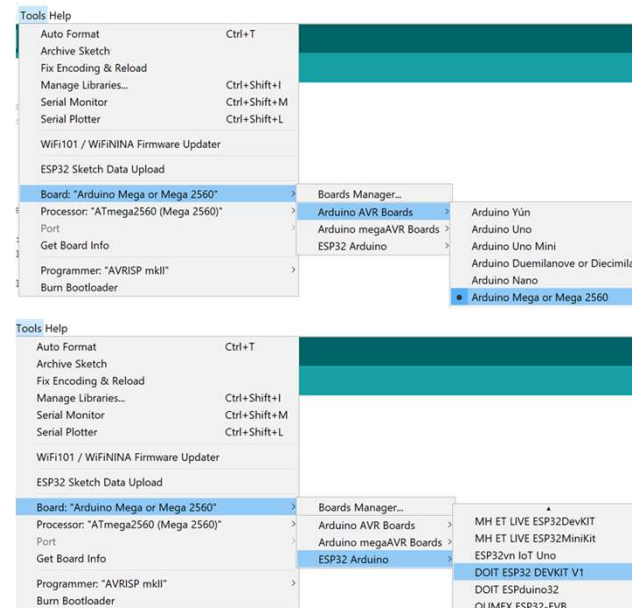 Tools Help
Auto Format Ctrl+T
Archive Sketch
Fix Encoding & Reload
Manage Libraries... Ctrl+Shift+I
Serial Monitor Ctrl+Shift+M
Serial Plotter Ctrl+Shift+L
WiFi101 / WiFiNINA Firmware Updater
ESP32 Sketch Data Upload
Board: "Arduino Mega or Mega 2560"
Processor: "ATmega2560 (Mega 2560)"
Port
Get Board Info
Programmer: "AVRISP mkII"
Burn Bootloader
Boards Manager...
Arduino AVR Boards
Arduino megaAVR Boards
ESP32 Arduino
Arduino Yún
Arduino Uno
Arduino Uno Mini
Arduino Duemilanove or Diecimila
Arduino Nano
Arduino Mega or Mega 2560
Tools Help
Auto Format Ctrl+T
Archive Sketch
Fix Encoding & Reload
Manage Libraries... Ctrl+Shift+I
Serial Monitor Ctrl+Shift+M
Serial Plotter Ctrl+Shift+L
WiFi101 / WiFiNINA Firmware Updater
ESP32 Sketch Data Upload
Board: "Arduino Mega or Mega 2560"
Processor: "ATmega2560 (Mega 2560)"
Port
Get Board Info
Programmer: "AVRISP mkII"
Burn Bootloader
Boards Manager...
Arduino AVR Boards
Arduino megaAVR Boards
ESP32 Arduino
MH ET LIVE ESP32DevKIT
MH ET LIVE ESP32MiniKit
ESP32vn IoT Uno
DOIT ESP32 DEVKIT V1
DOIT ESPduino32
OLIMEX ESP32-EVB